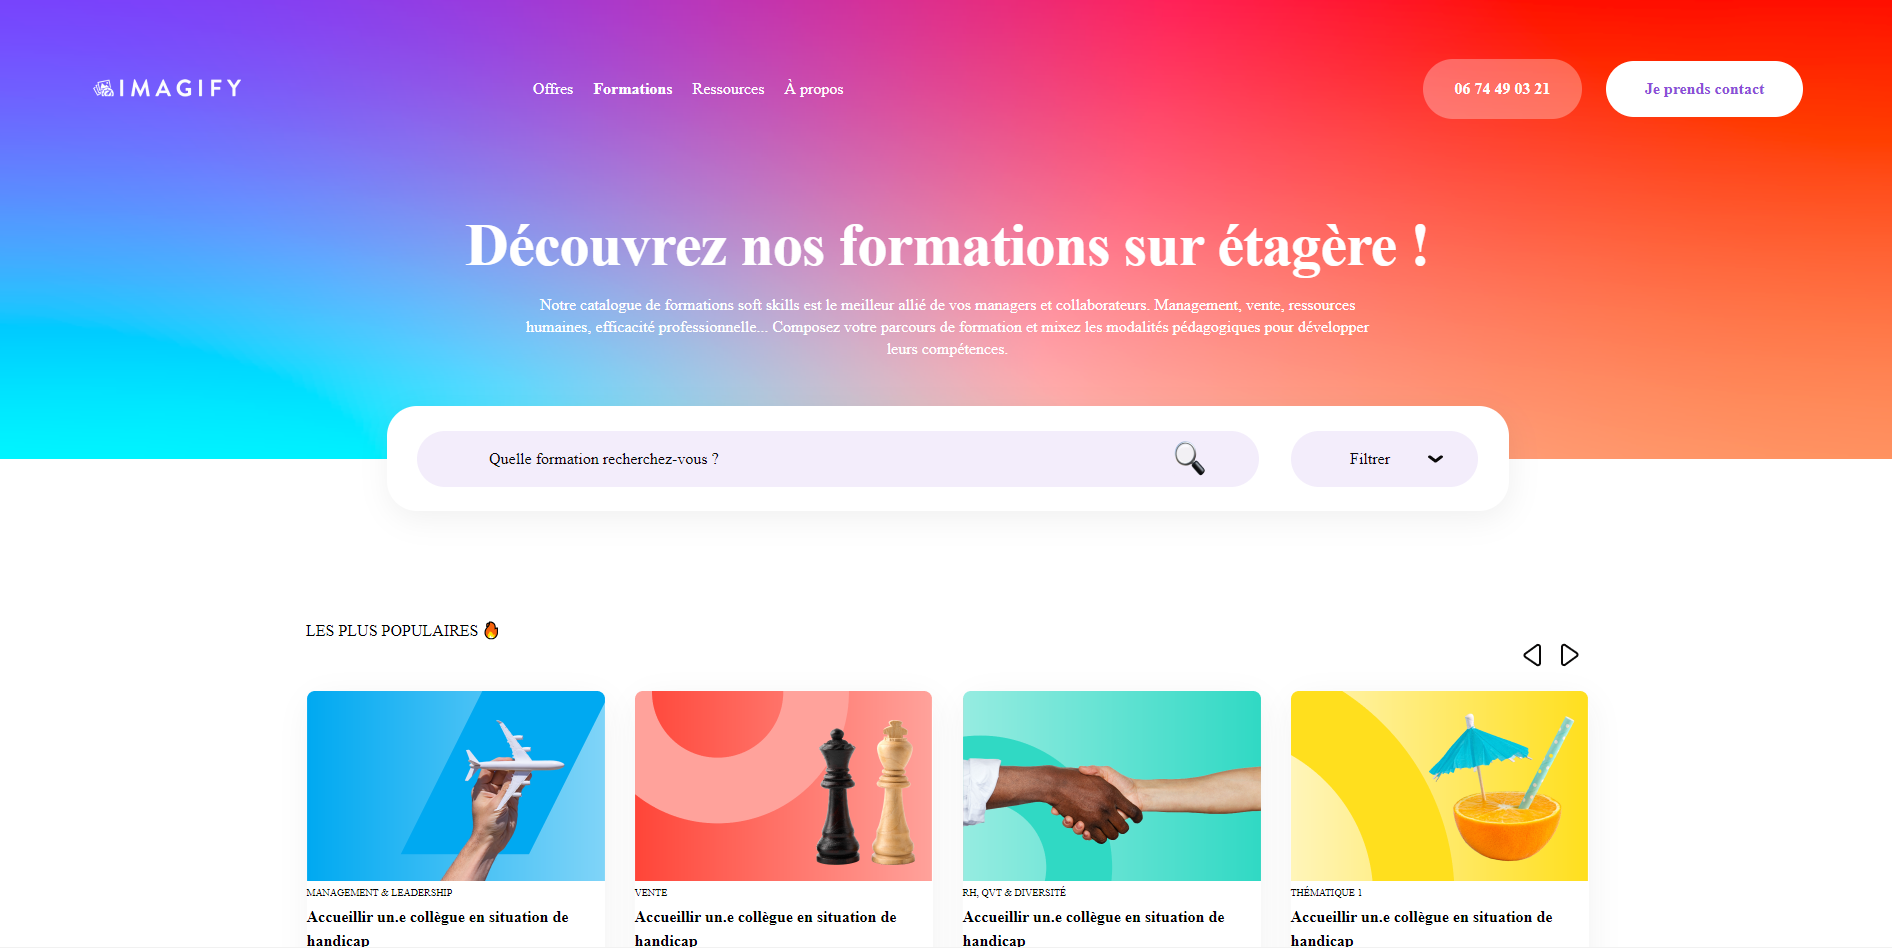 IMAGIFY
Offres Formations Ressources À propos
06 74 49 03 21
Je prends contact
Découvrez nos formations sur étagère !
Notre catalogue de formations soft skills est le meilleur allié de vos managers et collaborateurs. Management, vente, ressources
humaines, efficacité professionnelle... Composez votre parcours de formation et mixez les modalités pédagogiques pour développer
leurs compétences.
Quelle formation recherchez-vous ?
Filtrer
LES PLUS POPULAIRES 🔥
MANAGEMENT & LEADERSHIP
Accueillir un.e collègue en situation de
handicap
VENTE
Accueillir un.e collègue en situation de
handicap
RH, QVT & DIVERSITÉ
Accueillir un.e collègue en situation de
handicap
THÉMATIQUE 1
Accueillir un.e collègue en situation de
handicap